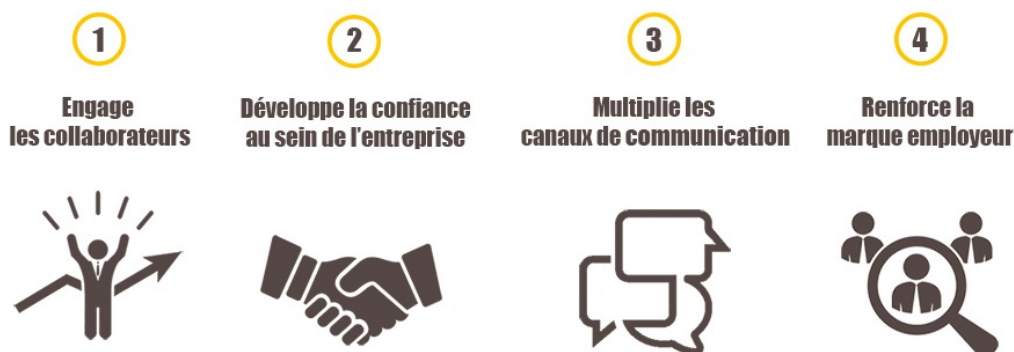 1
Engage
les collaborateurs
2
Développe la confiance
au sein de l'entreprise
3
Multiplie les
canaux de communication
4
Renforce la
marque employeur